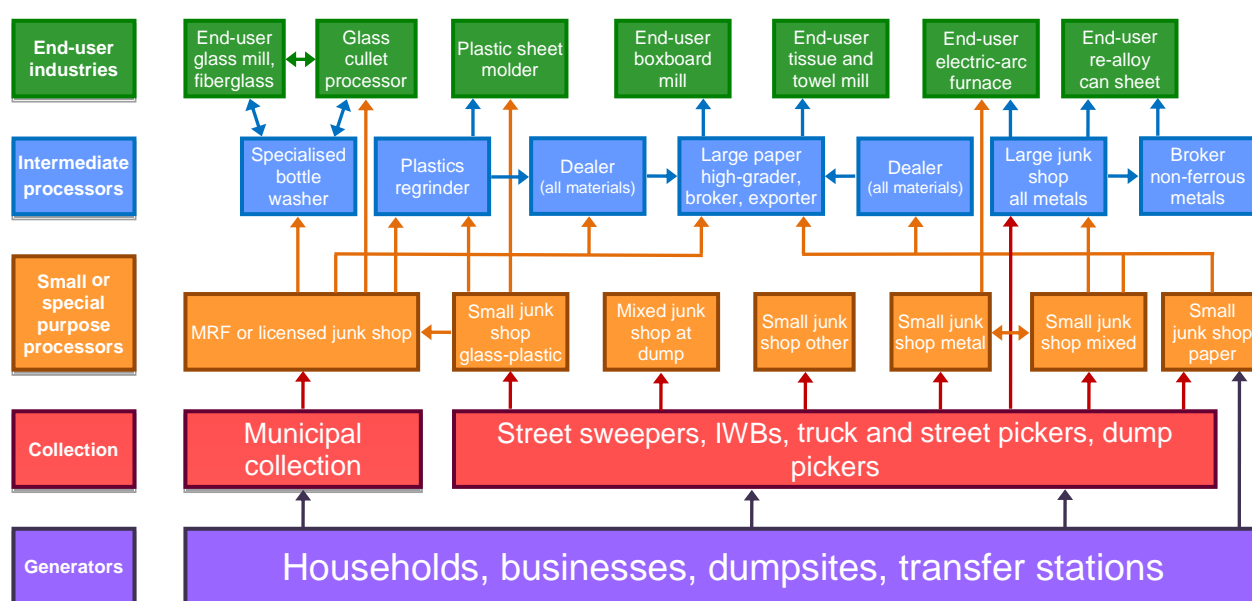 End-user
industries
End-user
glass mill,
fiberglass
Glass
cullet
processor
Plastic sheet
molder
End-user
boxboard
mill
End-user
tissue and
towel mill
End-user
electric-arc
furnace
End-user
re-alloy
can sheet
Intermediate
processors
Specialised
bottle
washer
Plastics
regrinder
Dealer
(all materials)
Large paper
high-grader,
broker, exporter
Dealer
(all materials)
Large junk
shop
all metals
Broker
non-ferrous
metals
Small or
special
purpose
processors
MRF or licensed junk shop
Small junk
shop
glass-plastic
Mixed junk
shop at
dump
Small junk
shop other
Small junk
shop metal
Small junk
shop mixed
Small
junk shop
paper
Collection
Municipal
collection
Street sweepers, IWBs, truck and street pickers, dump
pickers
Generators
Households, businesses, dumpsites, transfer stations